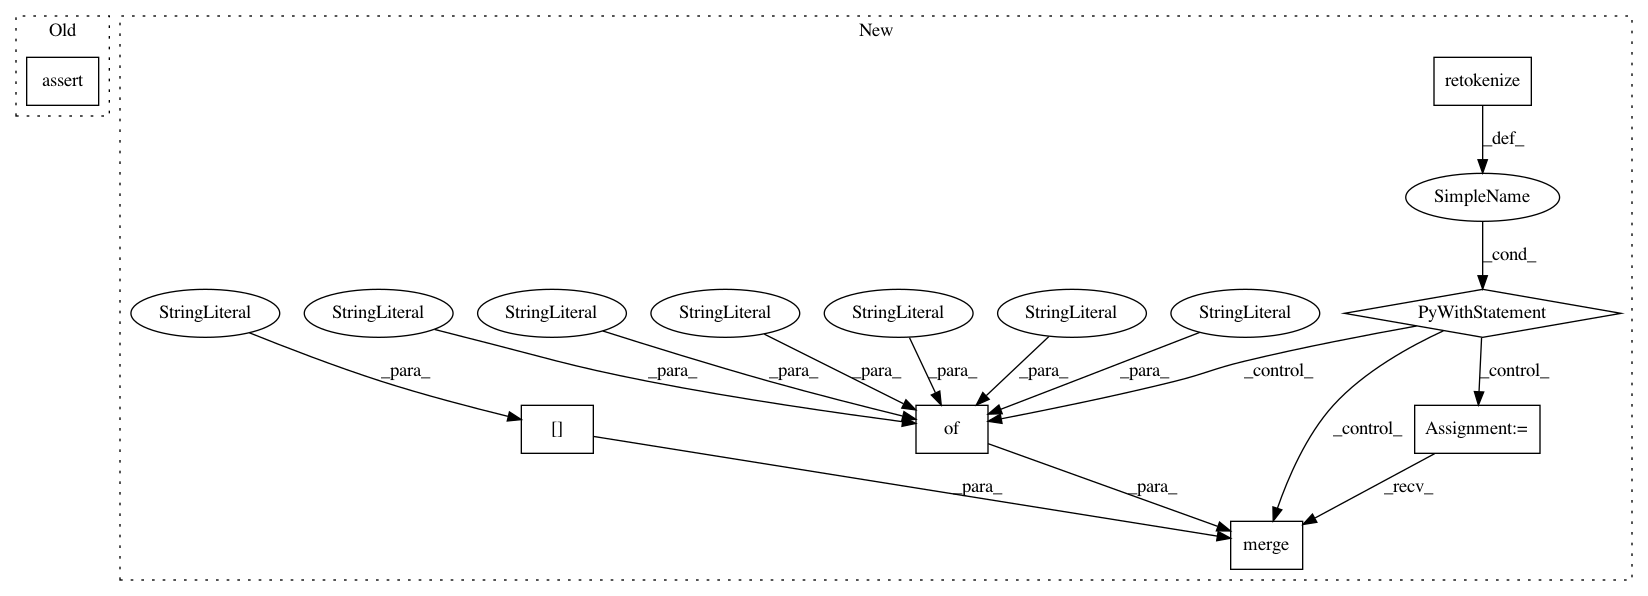 Old
New
assert
retokenize
_def_
SimpleName
_cond_
StringLiteral
StringLiteral
StringLiteral
StringLiteral
StringLiteral
StringLiteral
StringLiteral
PyWithStatement
_para_
_para_
_para_
_para_
_para_
_para_
_para_
_control_
_control_
_control_
[]
of
Assignment:=
_para_
_para_
_recv_
merge